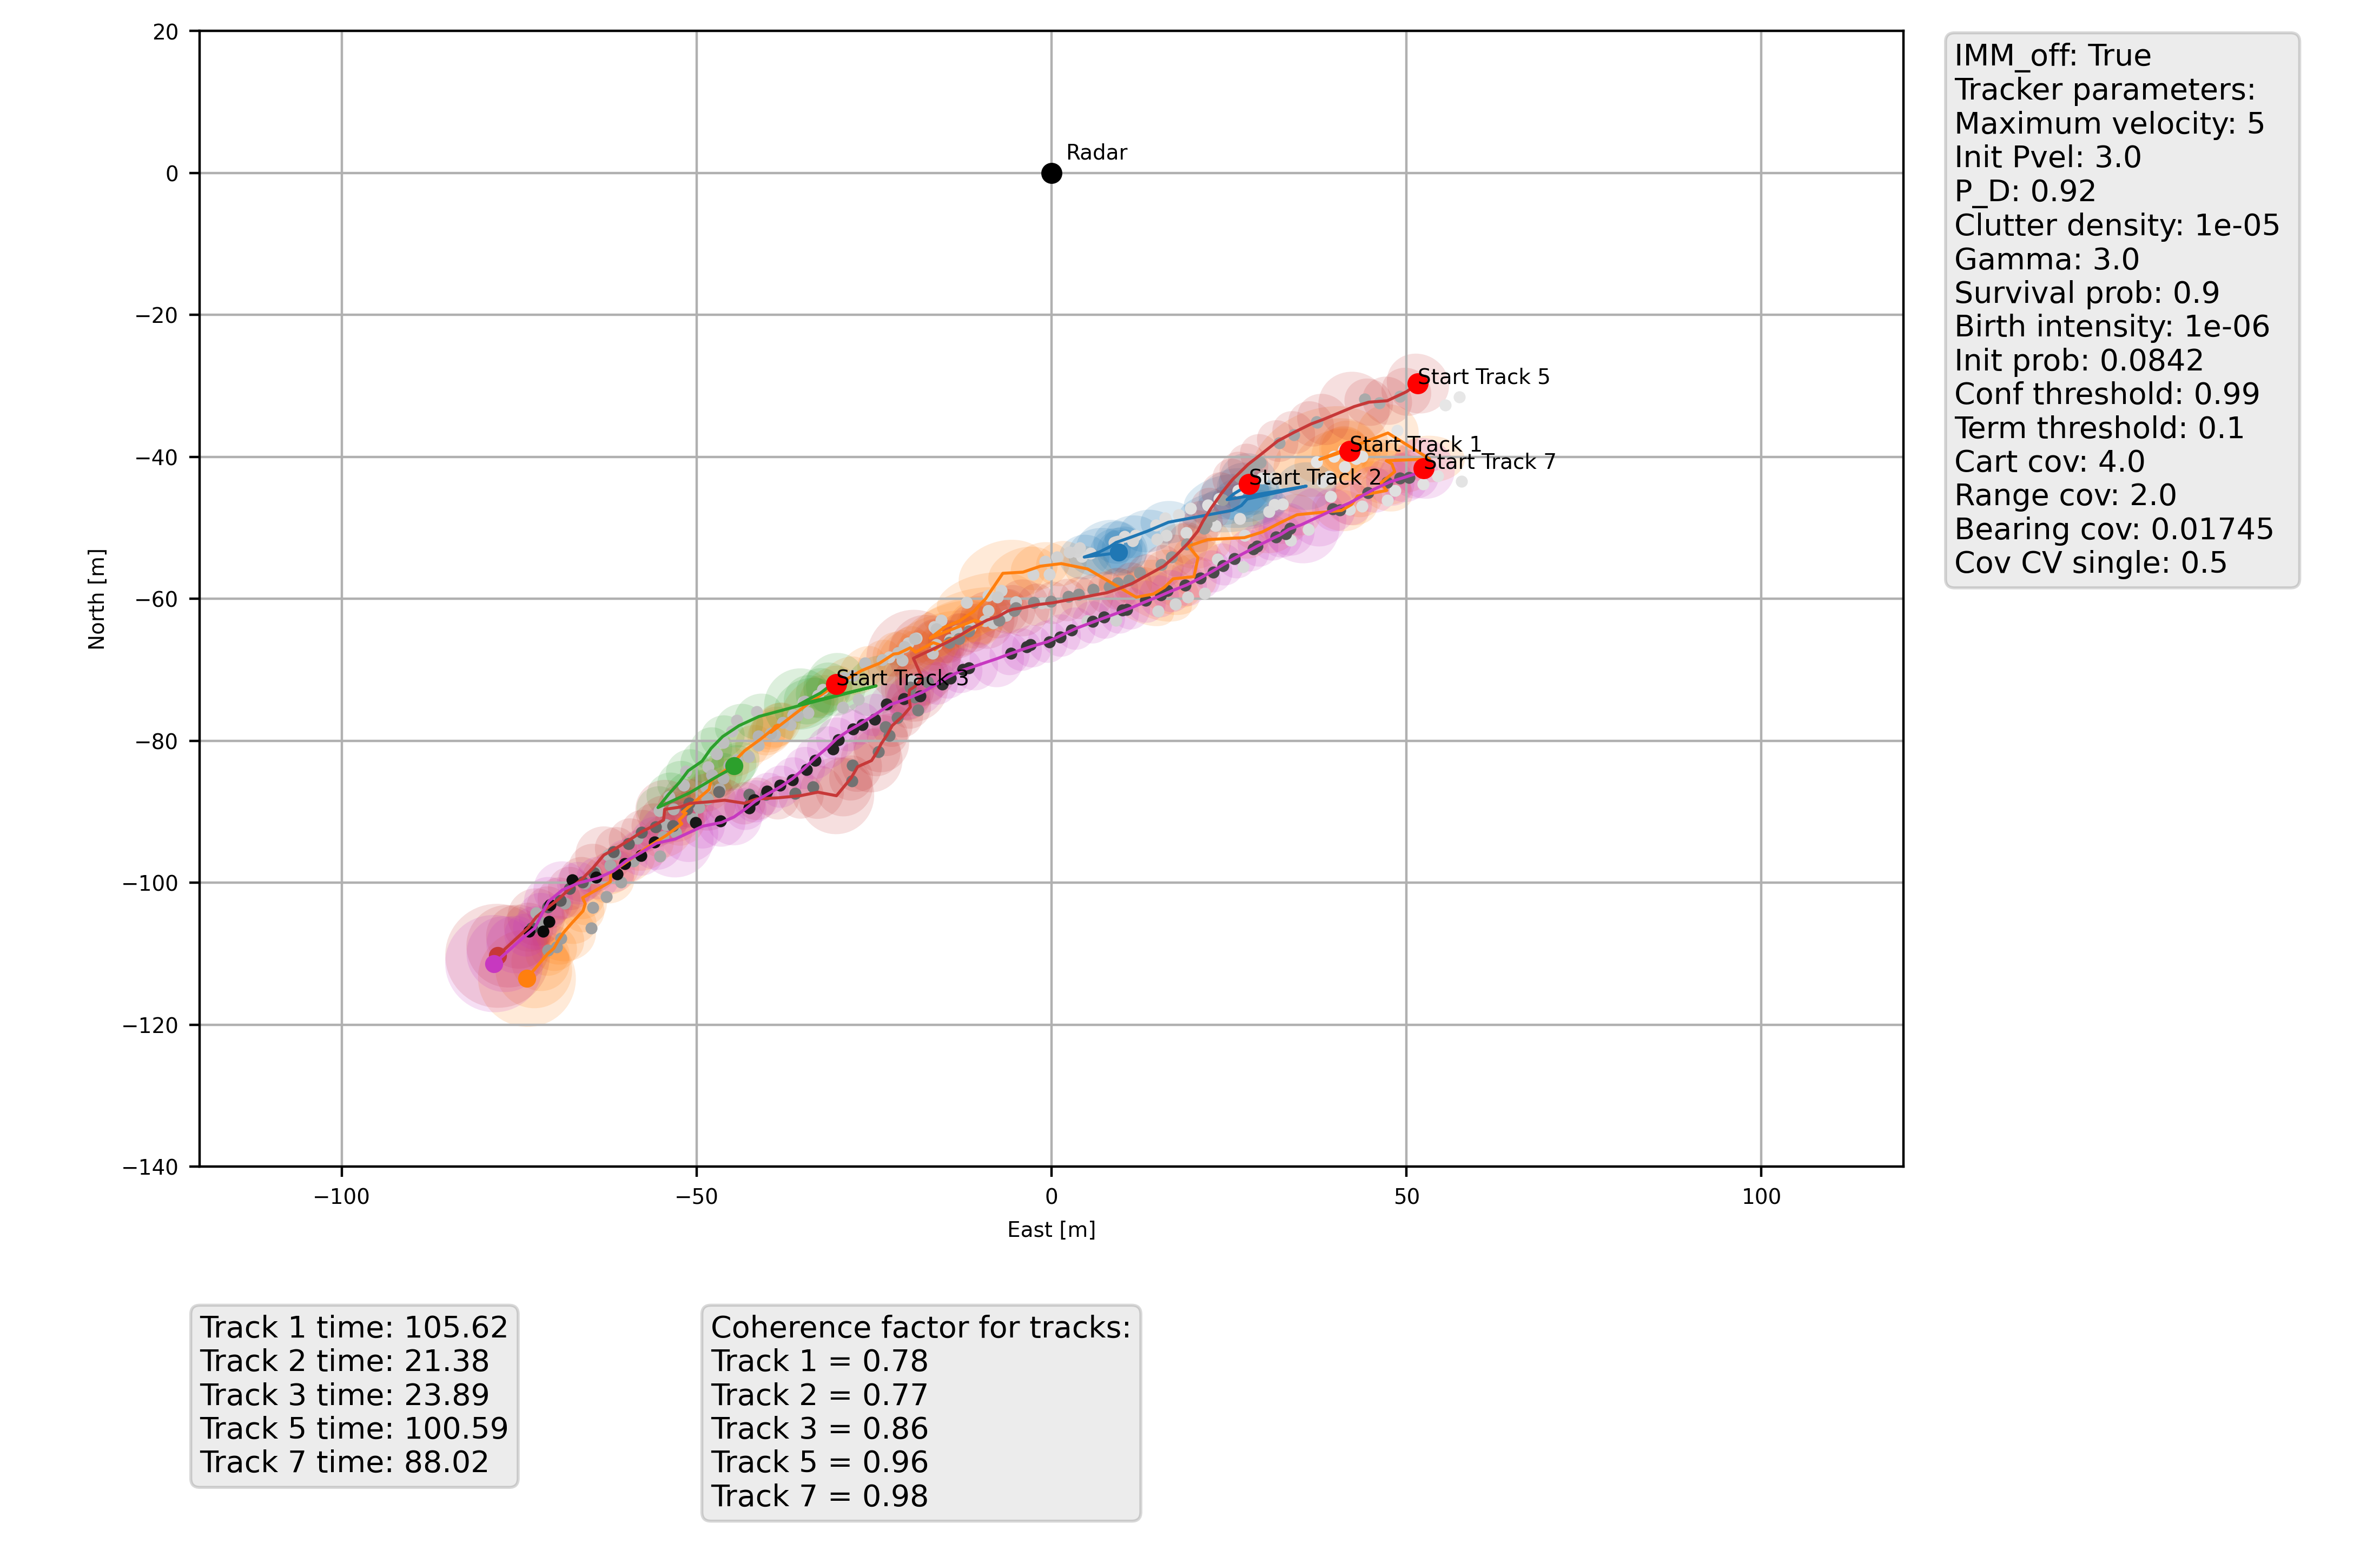 20
0
−20
−40
−60
−80
−100
−120
−140
−100
−50
0
50
100
North [m]
East [m]
Radar
Start Track 5
Start Track 1
Start Track 7
Start Track 2
Start Track 3
IMM_off: True
Tracker parameters:
Maximum velocity: 5
Init Pvel: 3.0
P_D: 0.92
Clutter density: 1e-05
Gamma: 3.0
Survival prob: 0.9
Birth intensity: 1e-06
Init prob: 0.0842
Conf threshold: 0.99
Term threshold: 0.1
Cart cov: 4.0
Range cov: 2.0
Bearing cov: 0.01745
Cov CV single: 0.5
Track 1 time: 105.62
Track 2 time: 21.38
Track 3 time: 23.89
Track 5 time: 100.59
Track 7 time: 88.02
Coherence factor for tracks:
Track 1 = 0.78
Track 2 = 0.77
Track 3 = 0.86
Track 5 = 0.96
Track 7 = 0.98